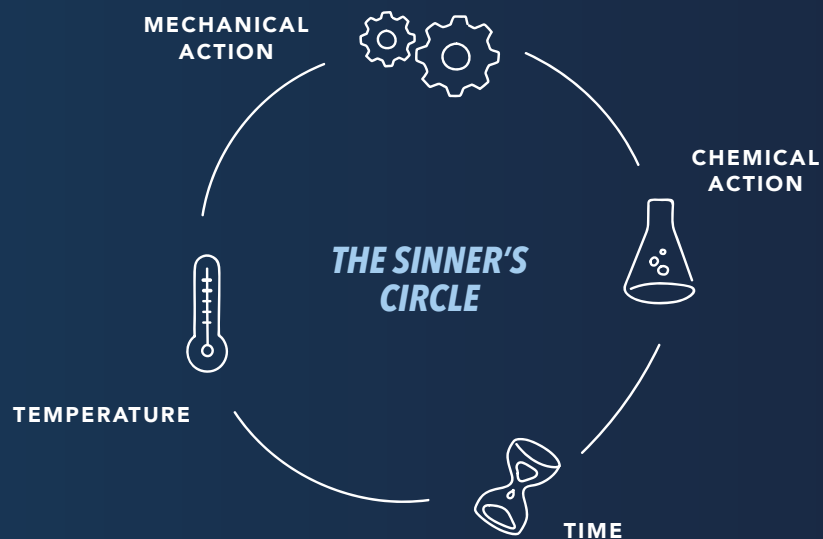 MECHANICAL
ACTION
CHEMICAL
ACTION
THE SINNER'S
CIRCLE
TEMPERATURE
TIME